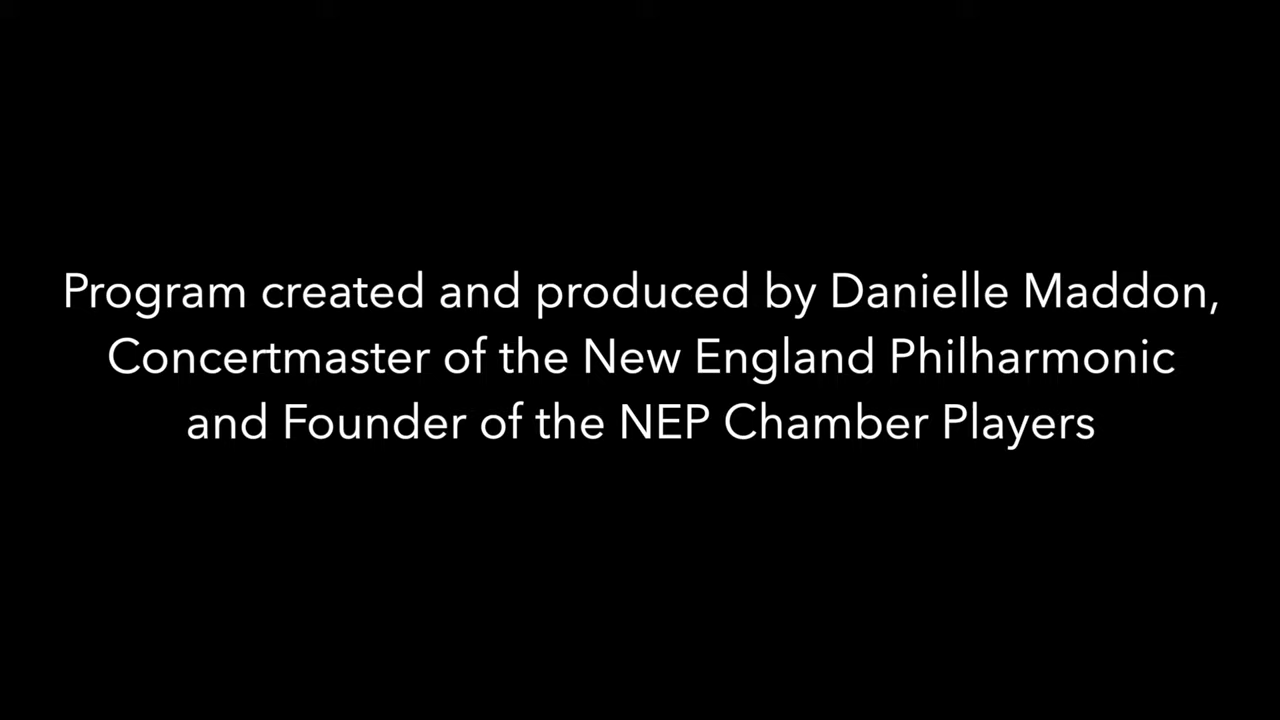 Program created and produced by Danielle Maddon,
Concertmaster of the New England Philharmonic
and Founder of the NEP Chamber Players